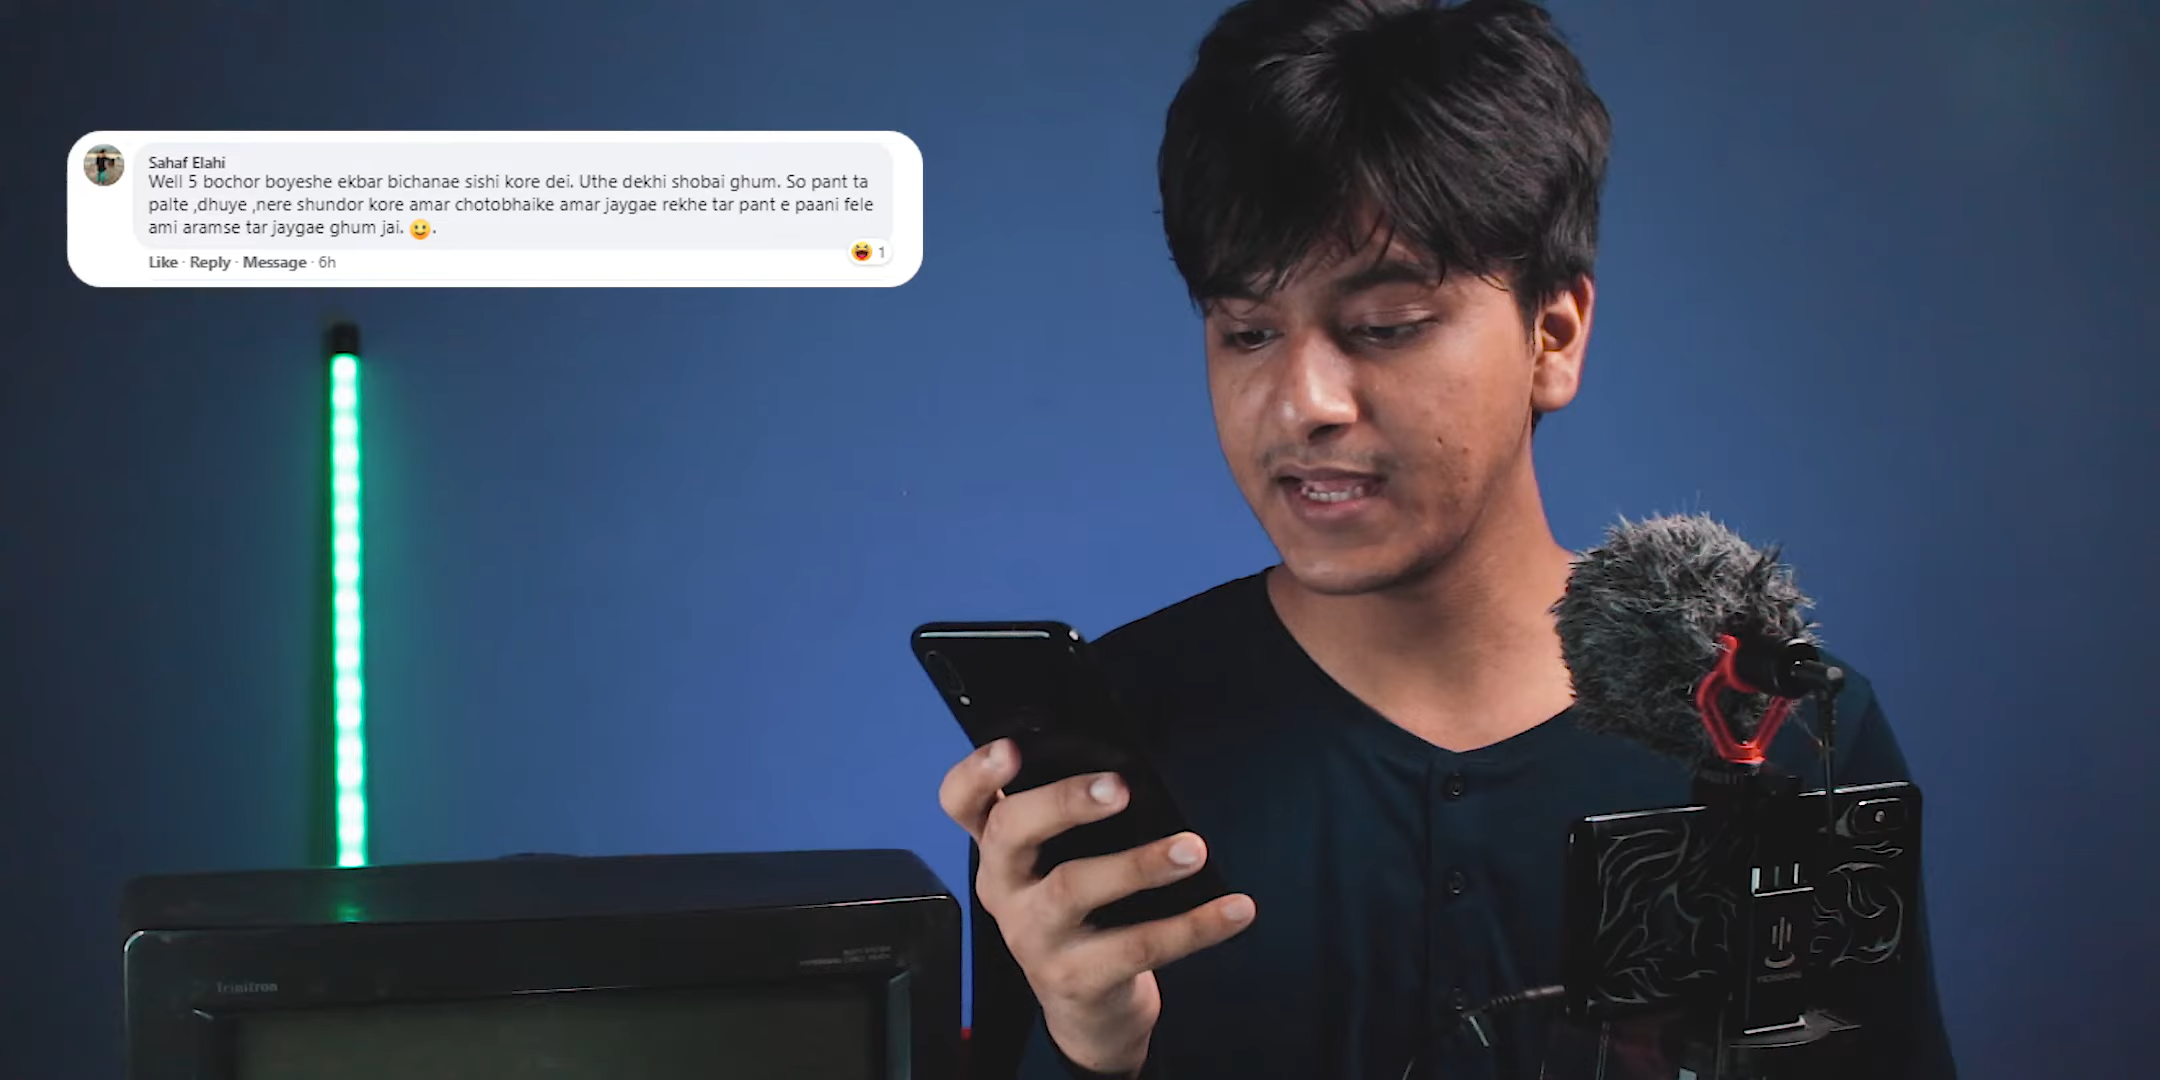 Sahaf Elahi
Well 5 bochor boyeshe ekbar bichanae sishi kore dei. Uthe dekhi shobai ghum. So pant ta
palte ,dhuye ,nere shundor kore amar chotobhaike amar jaygae rekhe tar pant e paani fele
ami aramse tar jaygae ghum jai. 🙂.
Like · Reply · Message · 6h
1
Trinitron